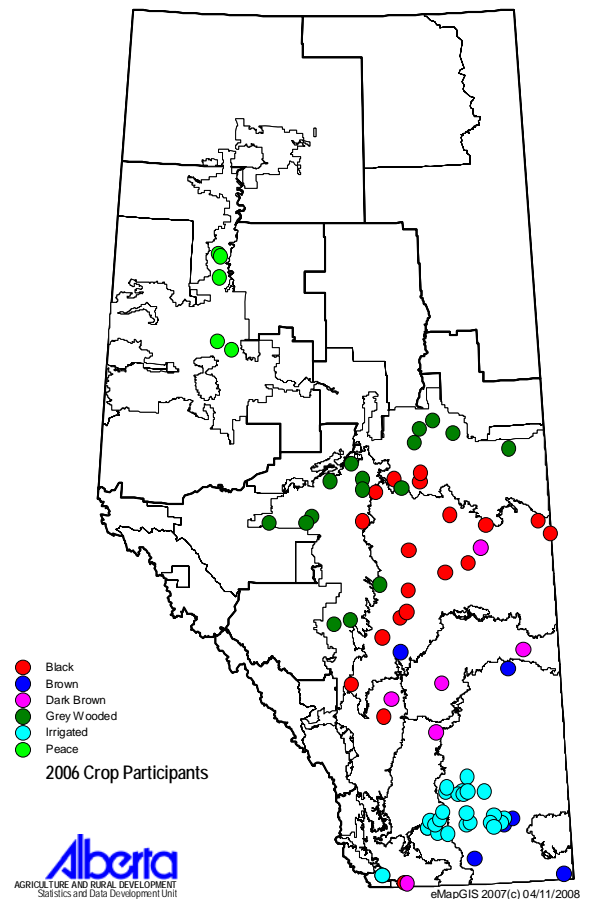 Black
Brown
Dark Brown
Grey Wooded
Irrigated
Peace
2006 Crop Participants
Alberta
AGRICULTURE AND RURAL DEVELOPMENT
Statistics and Data Development Unit
eMapGIS 2007(c) 04/11/2008